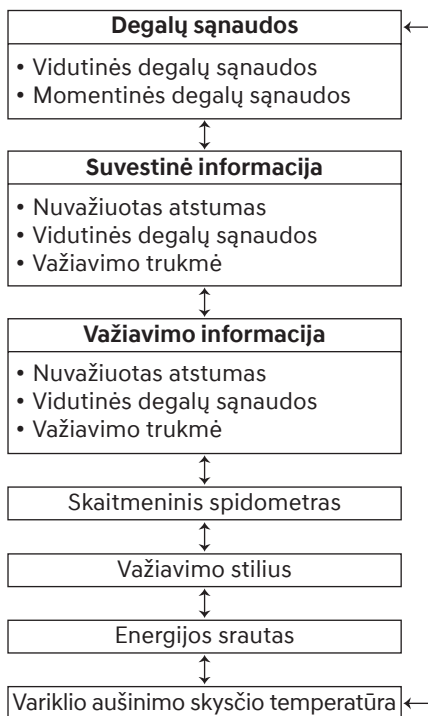 Degalų sąnaudos
• Vidutinės degalų sąnaudos
• Momentinės degalų sąnaudos
Suvestinė informacija
• Nuvažiuotas atstumas
• Vidutinės degalų sąnaudos
• Važiavimo trukmė
Važiavimo informacija
• Nuvažiuotas atstumas
• Vidutinės degalų sąnaudos
• Važiavimo trukmė
Skaitmeninis spidometras
Važiavimo stilius
Energijos srautas
Variklio aušinimo skysčio temperatūra